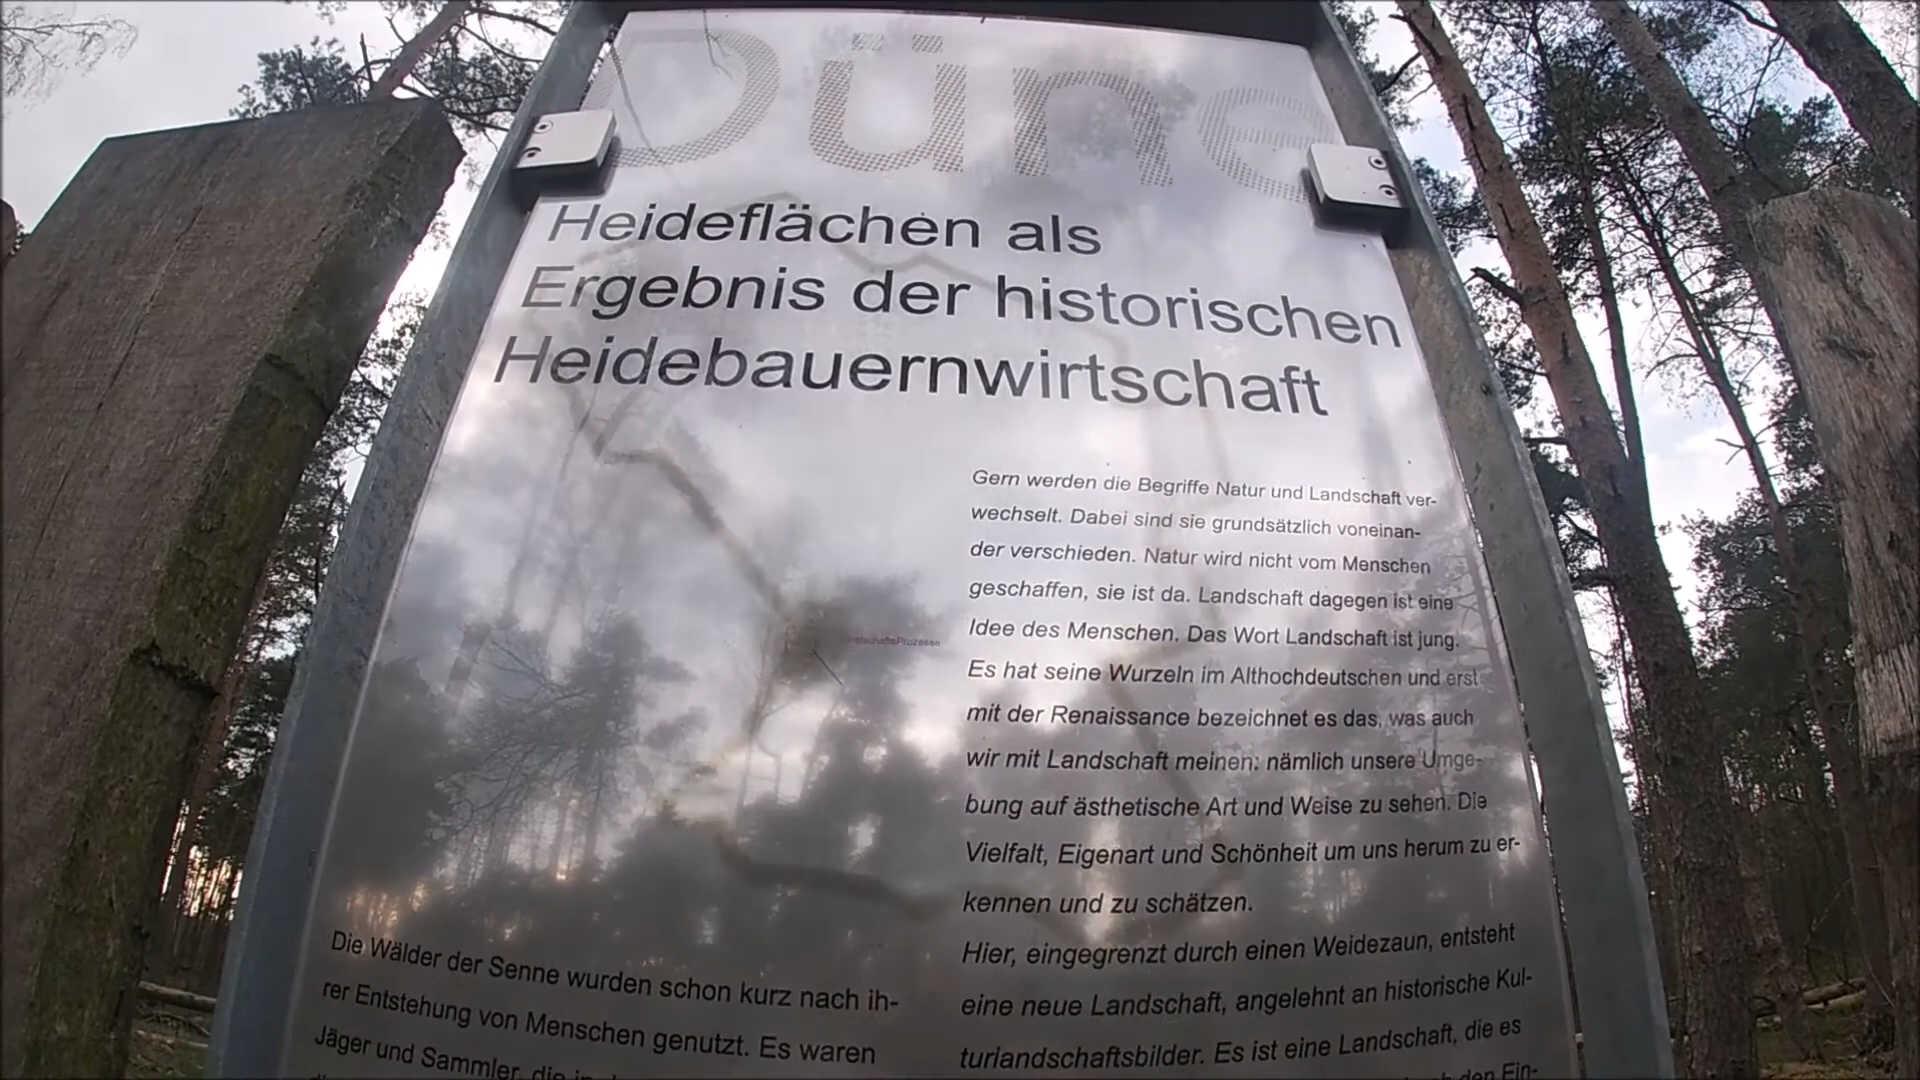 Düne
Heideflächen als
Ergebnis der historischen
Heidebauernwirtschaft
Die Wälder der Senne wurden schon kurz nach ih-
rer Entstehung von Menschen genutzt. Es waren
Jäger und Sammler, die
Gern werden die Begriffe Natur und Landschaft ver-
wechselt. Dabei sind sie grundsätzlich voneinan-
der verschieden. Natur wird nicht vom Menschen
geschaffen, sie ist da. Landschaft dagegen ist eine
Idee des Menschen. Das Wort Landschaft ist jung.
Es hat seine Wurzeln im Althochdeutschen und erst
mit der Renaissance bezeichnet es das, was auch
wir mit Landschaft meinen: nämlich unsere Umge-
bung auf ästhetische Art und Weise zu sehen. Die
Vielfalt, Eigenart und Schönheit um uns herum zu er-
kennen und zu schätzen.
Hier, eingegrenzt durch einen Weidezaun, entsteht
eine neue Landschaft, angelehnt an historische Kul-
turlandschaftsbilder. Es ist eine Landschaft, die es
den Ein-